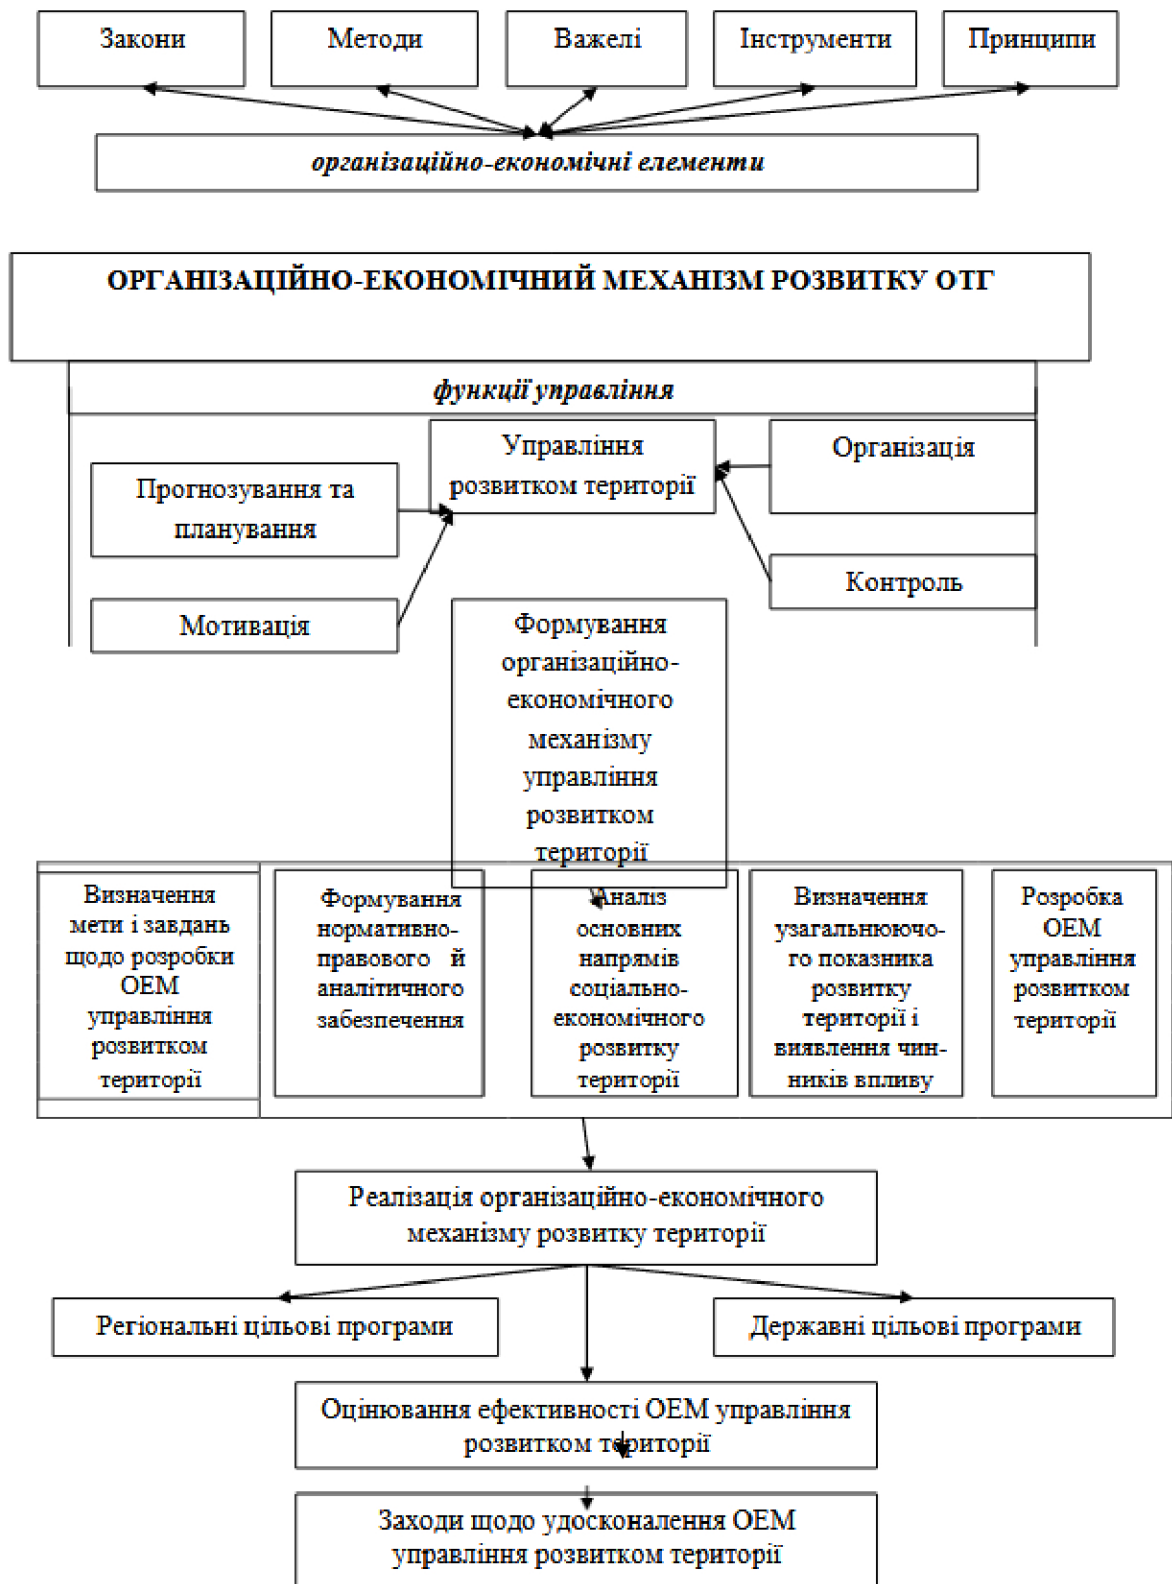 Закони
Методи
Важелі
Інструменти
Принципи
організаційно-економічні елементи
ОРГАНІЗАЦІЙНО-ЕКОНОМІЧНИЙ МЕХАНІЗМ РОЗВИТКУ ОТГ
функції управління
Управління
розвитком території
Організація
Прогнозування та
планування
Контроль
Мотивація
Формування
організаційно-
економічного
механізму
управління
розвитком
території
Визначення
мети і завдань
щодо розробки
ОЕМ
управління
розвитком
території
Формування
нормативно-
правового й
аналітичного
забезпечення
Аналіз
основних
напрямів
соціально-
економічного
розвитку
території
Визначення
узагальнюючо-
го показника
розвитку
території і
виявлення чин-
ників впливу
Розробка
ОЕМ
управління
розвитком
території
Реалізація організаційно-економічного
механізму розвитку території
Регіональні цільові програми
Державні цільові програми
Оцінювання ефективності ОЕМ управління
розвитком території
Заходи щодо удосконалення ОЕМ
управління розвитком території